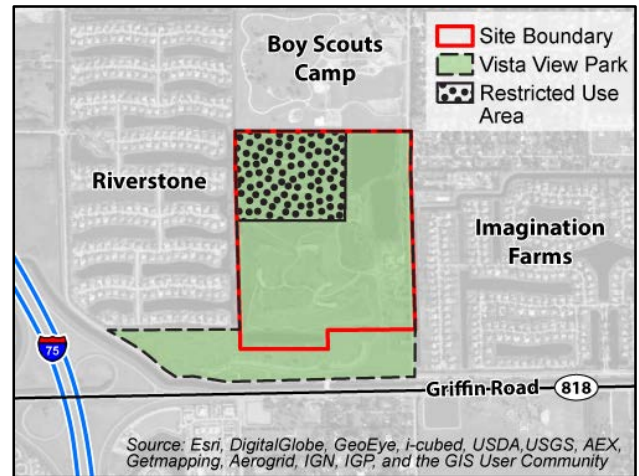 Boy Scouts
Camp
Site Boundary
Vista View Park
Restricted Use
Area
Riverstone
Imagination
Farms
75
Griffin Road 818
Source: Esri, DigitalGlobe, GeoEye, i-cubed, USDA,USGS, AEX,
Getmapping, Aerogrid, IGN, IGP, and the GIS User Community